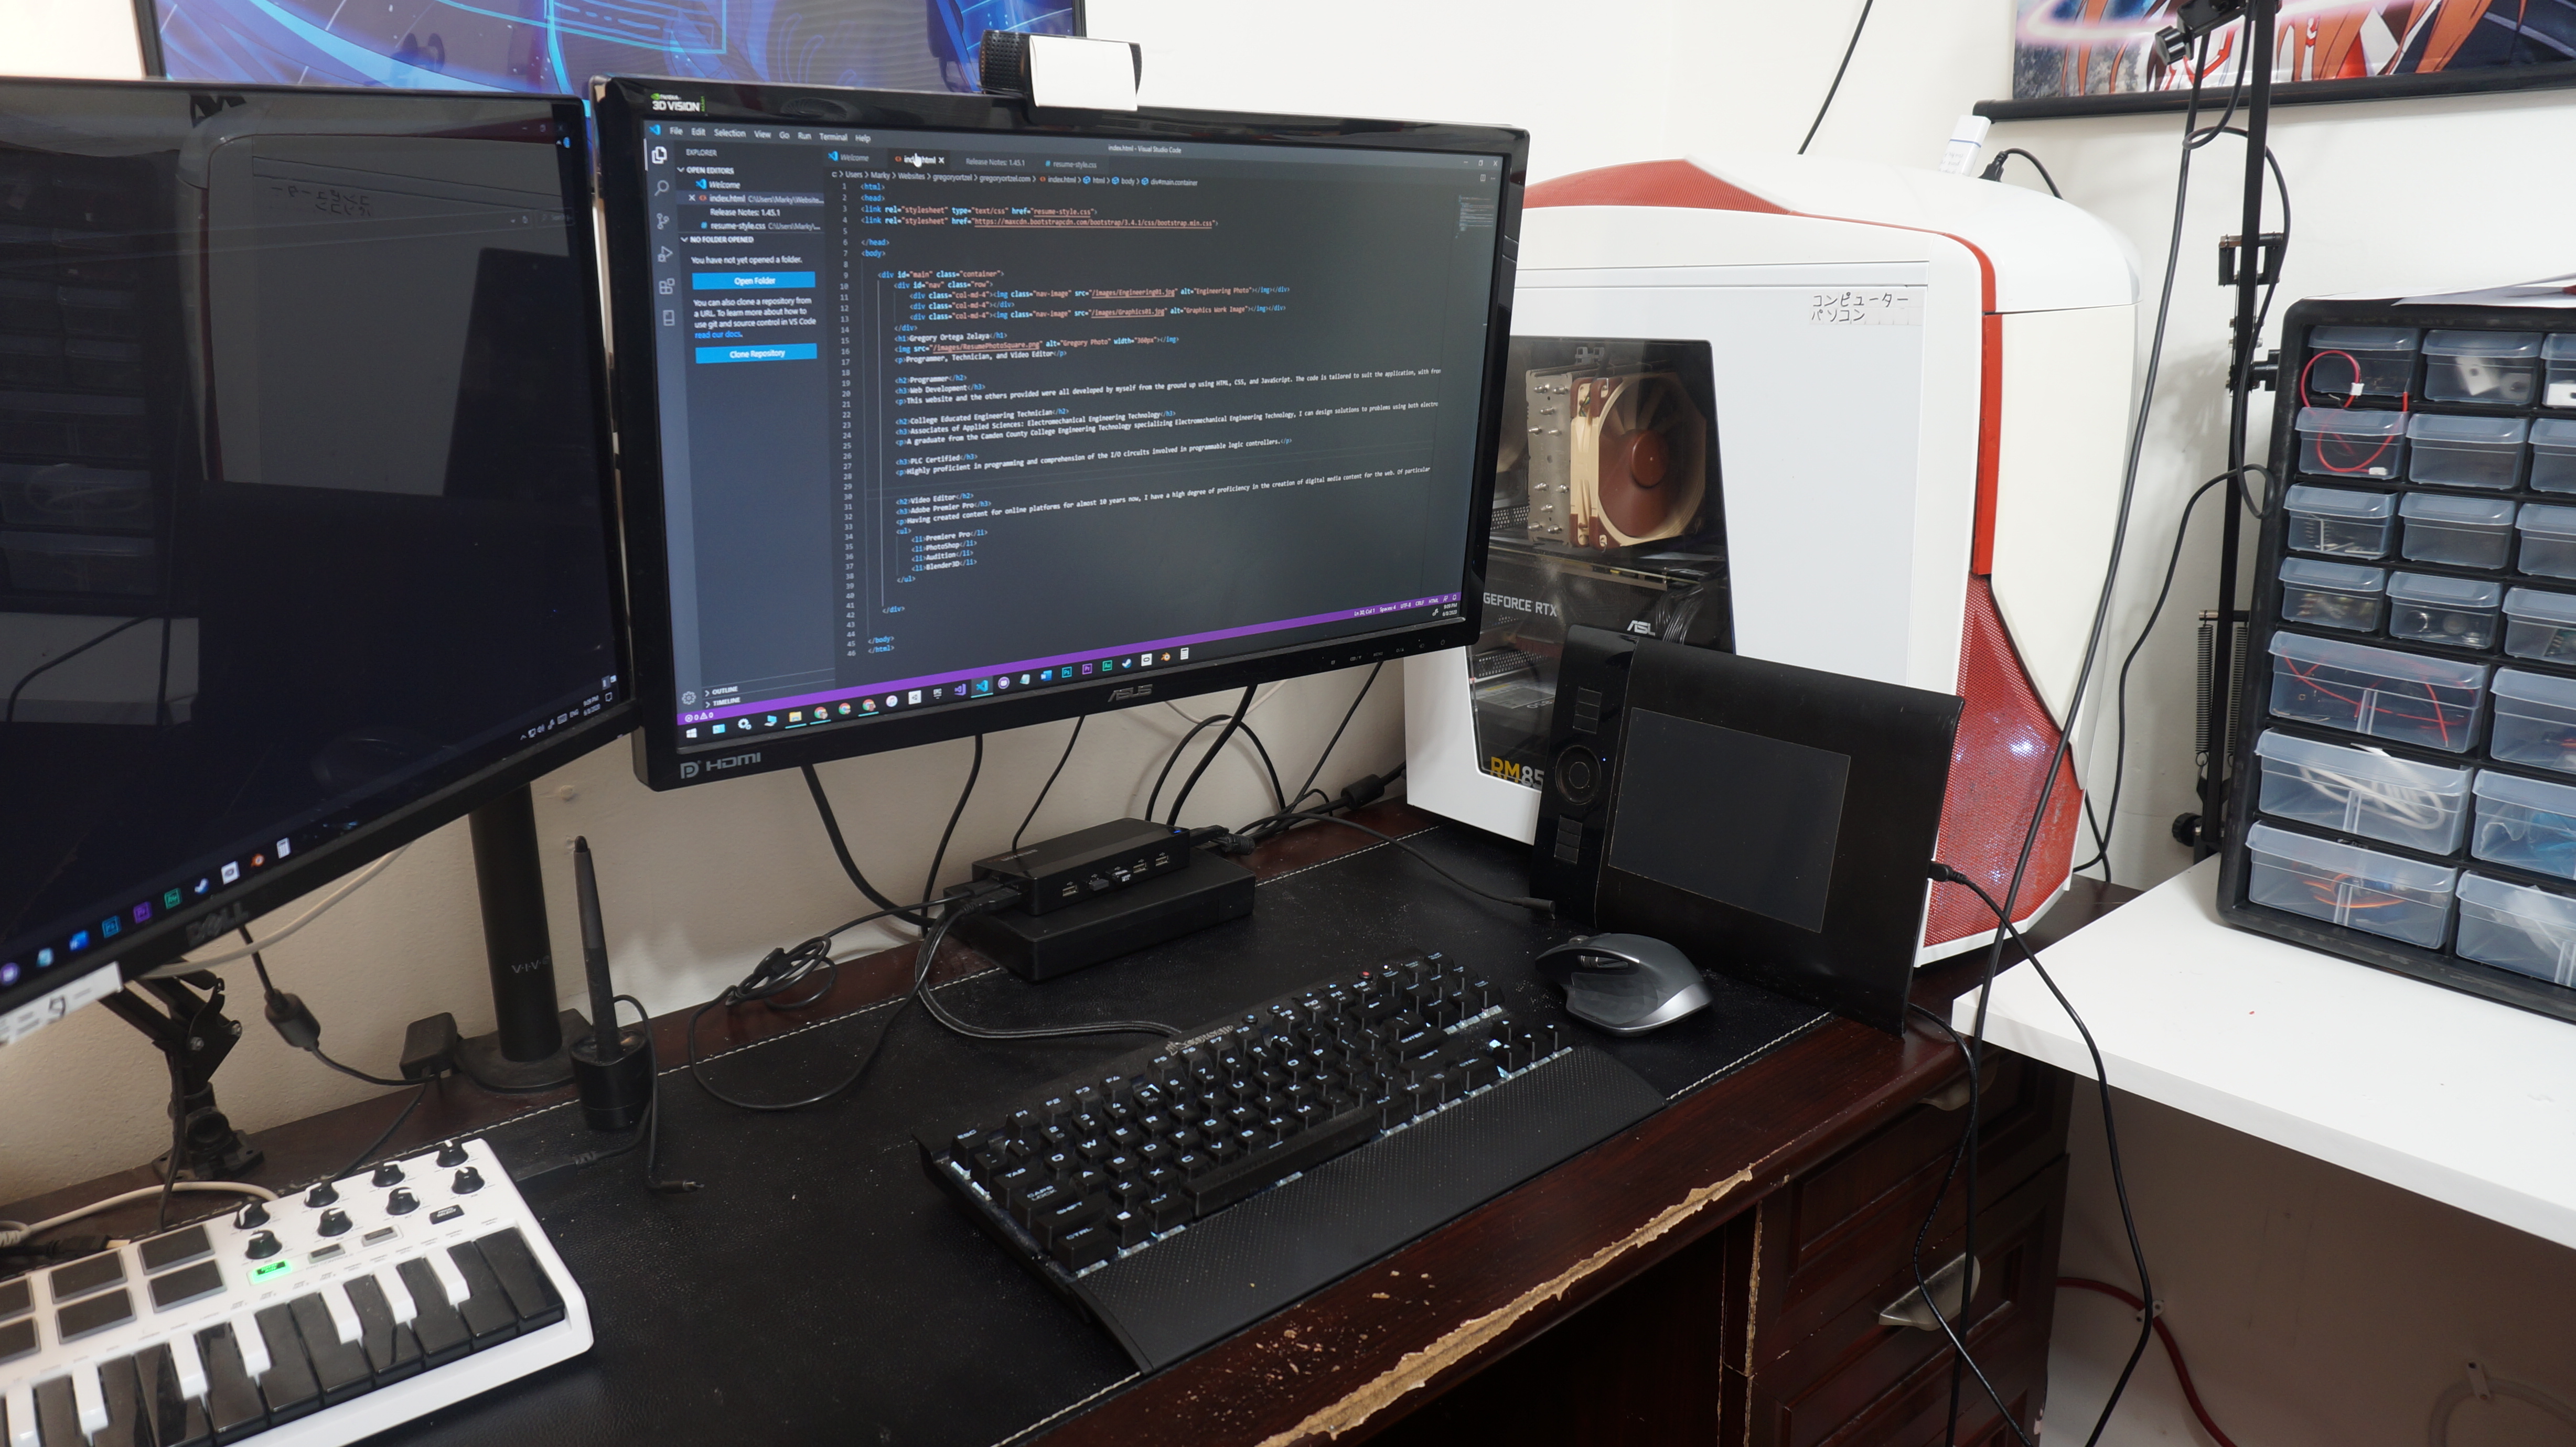 NVIDIA
3D VISION
File Edit Selection View Go Run Terminal Help
index.html - Visual Studio Code
EXPLORER
Welcome
index.html
Release Notes: 1.45.1
resume-style.css
OPEN EDITORS
Welcome
index.html C:\Users\Marky\Website...
Release Notes: 1.45.1
resume-style.css C:\Users\Marky\...
NO FOLDER OPENED
You have not yet opened a folder.
Open Folder
You can also clone a repository from
a URL. To learn more about how to
use git and source control in VS Code
read our docs.
Clone Repository
OUTLINE
TIMELINE
C: > Users > Marky > Websites > gregoryortzel > gregoryortzel.com > index.html > html > body > div#main.container
1 <html>
2 <head>
3 <link rel="stylesheet" type="text/css" href="resume-style.css">
4 <link rel="stylesheet" href="https://maxcdn.bootstrapcdn.com/bootstrap/3.4.1/css/bootstrap.min.css">
5
6 </head>
7 <body>
8
9 <div id="main" class="container">
10 <div id="nav" class="row">
11 <div class="col-md-4"><img class="nav-image" src="/images/Engineering01.jpg" alt="Engineering Photo"></img></div>
12 <div class="col-md-4"></div>
13 <div class="col-md-4"><img class="nav-image" src="/images/Graphics01.jpg" alt="Graphics Work Image"></img></div>
14 </div>
15 <h1>Gregory Ortega Zelaya</h1>
16 <img src="/images/ResumePhotoSquare.png" alt="Gregory Photo" width="360px"></img>
17 <p>Programmer, Technician, and Video Editor</p>
18
19 <h2>Programmer</h2>
20 <h3>Web Development</h3>
21 <p>This website and the others provided were all developed by myself from the ground up using HTML, CSS, and JavaScript. The code is tailored to suit the application, with from
22
23 <h2>College Educated Engineering Technician</h2>
24 <h3>Associates of Applied Sciences: Electromechanical Engineering Technology</h3>
25 <p>A graduate from the Camden County College Engineering Technology specializing Electromechanical Engineering Technology, I can design solutions to problems using both electro
26
27 <h3>PLC Certified</h3>
28 <p>Highly proficient in programming and comprehension of the I/O circuits involved in programmable logic controllers.</p>
29
30
31 <h2>Video Editor</h2>
32 <h3>Adobe Premier Pro</h3>
33 <p>Having created content for online platforms for almost 10 years now, I have a high degree of proficiency in the creation of digital media content for the web. Of particular
34 <ul>
35 <li>Premiere Pro</li>
36 <li>PhotoShop</li>
37 <li>Audition</li>
38 <li>Blender3D</li>
39 </ul>
40
41
42 </div>
43
44
45 </body>
46 </html>
ASUS
HDMI
DELL
コンピューター
パソコン
GEFORCE RTX
RM85
VIVO
ESC
F1 F2 F3 F4
TAB
CAPS LOCK
SHIFT
CTRL
ALT
ENTER
SHIFT
CTRL